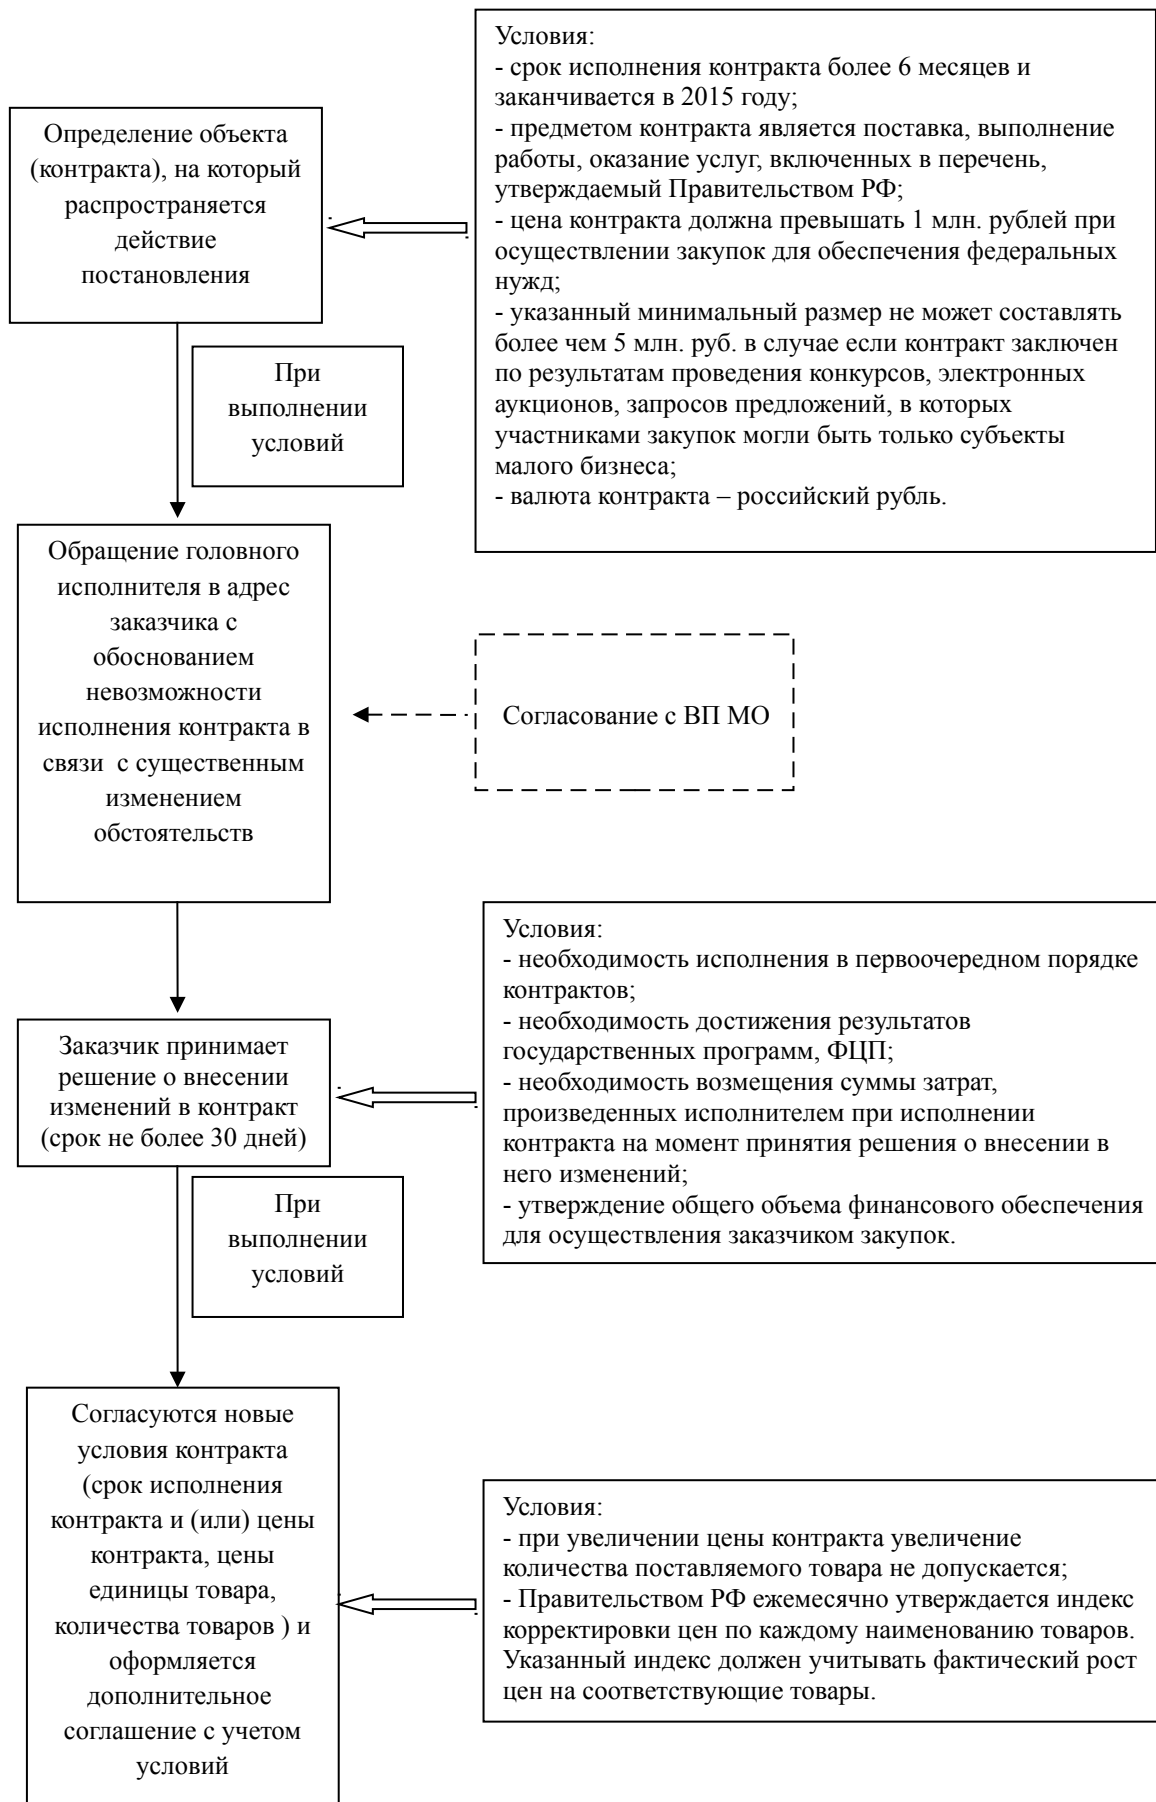 Условия:
- срок исполнения контракта более 6 месяцев и
заканчивается в 2015 году;
- предметом контракта является поставка, выполнение
работы, оказание услуг, включенных в перечень,
утверждаемый Правительством РФ;
- цена контракта должна превышать 1 млн. рублей при
осуществлении закупок для обеспечения федеральных
нужд;
- указанный минимальный размер не может составлять
более чем 5 млн. руб. в случае если контракт заключен
по результатам проведения конкурсов, электронных
аукционов, запросов предложений, в которых
участниками закупок могли быть только субъекты
малого бизнеса;
- валюта контракта – российский рубль.
Определение объекта
(контракта), на который
распространяется
действие
постановления
При
выполнении
условий
Обращение головного
исполнителя в адрес
заказчика с
обоснованием
невозможности
исполнения контракта в
связи с существенным
изменением
обстоятельств
Согласование с ВП МО
Условия:
- необходимость исполнения в первоочередном порядке
контрактов;
- необходимость достижения результатов
государственных программ, ФЦП;
- необходимость возмещения суммы затрат,
произведенных исполнителем при исполнении
контракта на момент принятия решения о внесении в
него изменений;
- утверждение общего объема финансового обеспечения
для осуществления заказчиком закупок.
Заказчик принимает
решение о внесении
изменений в контракт
(срок не более 30 дней)
При
выполнении
условий
Согласуются новые
условия контракта
(срок исполнения
контракта и (или) цены
контракта, цены
единицы товара,
количества товаров ) и
оформляется
дополнительное
соглашение с учетом
условий
Условия:
- при увеличении цены контракта увеличение
количества поставляемого товара не допускается;
- Правительством РФ ежемесячно утверждается индекс
корректировки цен по каждому наименованию товаров.
Указанный индекс должен учитывать фактический рост
цен на соответствующие товары.